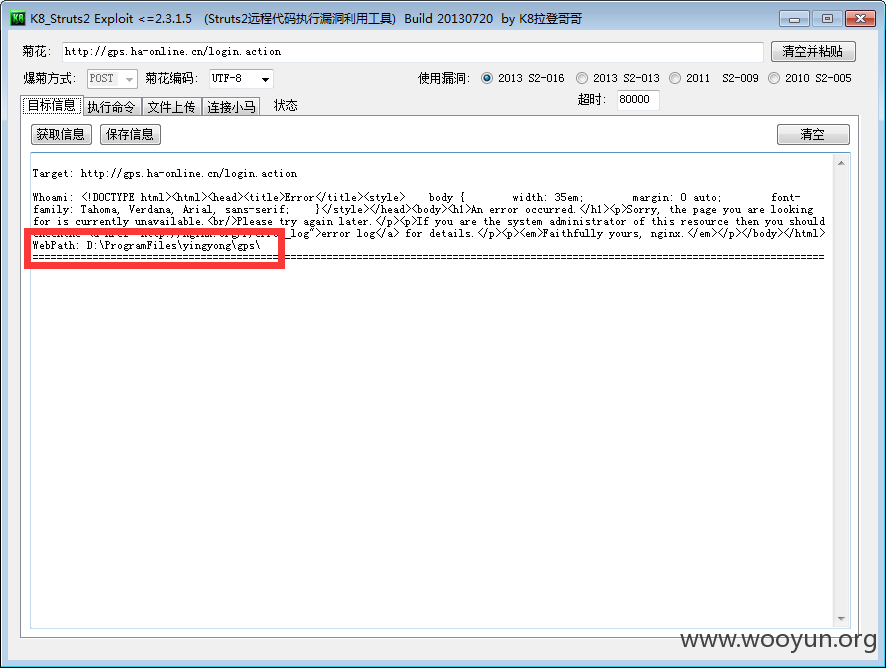 K8_Struts2 Exploit <=2.3.1.5 (Struts2远程代码执行漏洞利用工具) Build 20130720 by K8拉登哥哥
菊花: http://gps.ha-online.cn/login.action 清空并粘贴
爆菊方式: POST 菊花编码: UTF-8 使用漏洞: 2013 S2-016 2013 S2-013 2011 S2-009 2010 S2-005
超时: 80000
目标信息 执行命令 文件上传 连接小马 状态
获取信息 保存信息 清空
Target: http://gps.ha-online.cn/login.action
Whoami: <!DOCTYPE html><html><head><title>Error</title><style> body { width: 35em; margin: 0 auto; font-
family: Tahoma, Verdana, Arial, sans-serif; }</style></head><body><h1>An error occurred.</h1><p>Sorry, the page you are looking
for is currently unavailable.<br/>Please try again later.</p><p>If you are the system administrator of this resource then you should
_log">error log</a> for details.</p><p><em>Faithfully yours, nginx.</em></p></body></html>
WebPath: D:\ProgramFiles\yingyong\gps\
www.wooyun.org